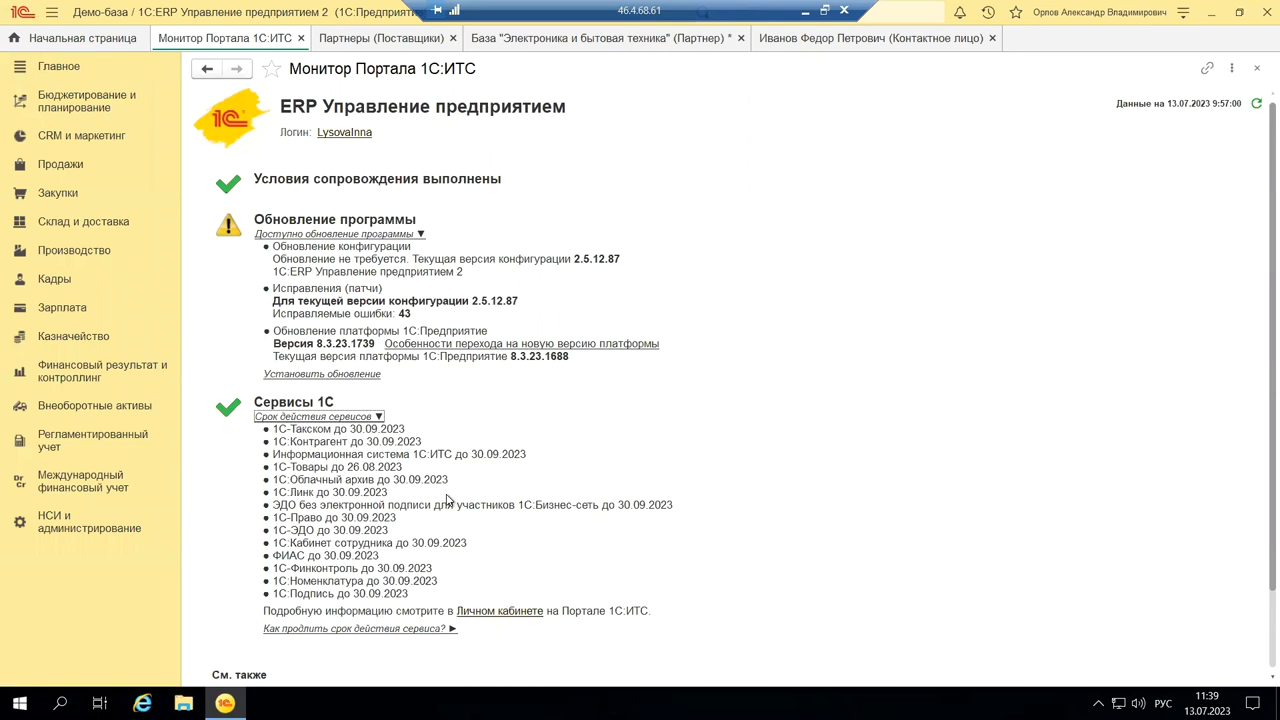 Демо-база / 1С:ERP Управление предприятием 2 (1С:Предприятие
46.4.68.61
Орлов Александр Владимирович
Начальная страница
Монитор Портала 1С:ИТС ×
Партнеры (Поставщики) ×
База "Электроника и бытовая техника" (Партнер) * ×
Иванов Федор Петрович (Контактное лицо) ×
Главное
Бюджетирование и
планирование
CRM и маркетинг
Продажи
Закупки
Склад и доставка
Производство
Кадры
Зарплата
Казначейство
Финансовый результат и
контроллинг
Внеоборотные активы
Регламентированный
учет
Международный
финансовый учет
НСИ и
администрирование
Монитор Портала 1С:ИТС
1С
ERP Управление предприятием
Данные на 13.07.2023 9:57:00
Логин: LysovaInna
Условия сопровождения выполнены
Обновление программы
Доступно обновление программы ▼
● Обновление конфигурации
Обновление не требуется. Текущая версия конфигурации 2.5.12.87
1С:ERP Управление предприятием 2
● Исправления (патчи)
Для текущей версии конфигурации 2.5.12.87
Исправляемые ошибки: 43
● Обновление платформы 1С:Предприятие
Версия 8.3.23.1739 Особенности перехода на новую версию платформы
Текущая версия платформы 1С:Предприятие 8.3.23.1688
Установить обновление
Сервисы 1С
Срок действия сервисов ▼
● 1С-Такском до 30.09.2023
● 1С:Контрагент до 30.09.2023
● Информационная система 1С:ИТС до 30.09.2023
● 1С-Товары до 26.08.2023
● 1С:Облачный архив до 30.09.2023
● 1С:Линк до 30.09.2023
● ЭДО без электронной подписи для участников 1С:Бизнес-сеть до 30.09.2023
● 1С-Право до 30.09.2023
● 1С-ЭДО до 30.09.2023
● 1С:Кабинет сотрудника до 30.09.2023
● ФИАС до 30.09.2023
● 1С-Финконтроль до 30.09.2023
● 1С:Номенклатура до 30.09.2023
● 1С:Подпись до 30.09.2023
Подробную информацию смотрите в Личном кабинете на Портале 1С:ИТС.
Как продлить срок действия сервиса? ►
См. также
РУС
11:39
13.07.2023